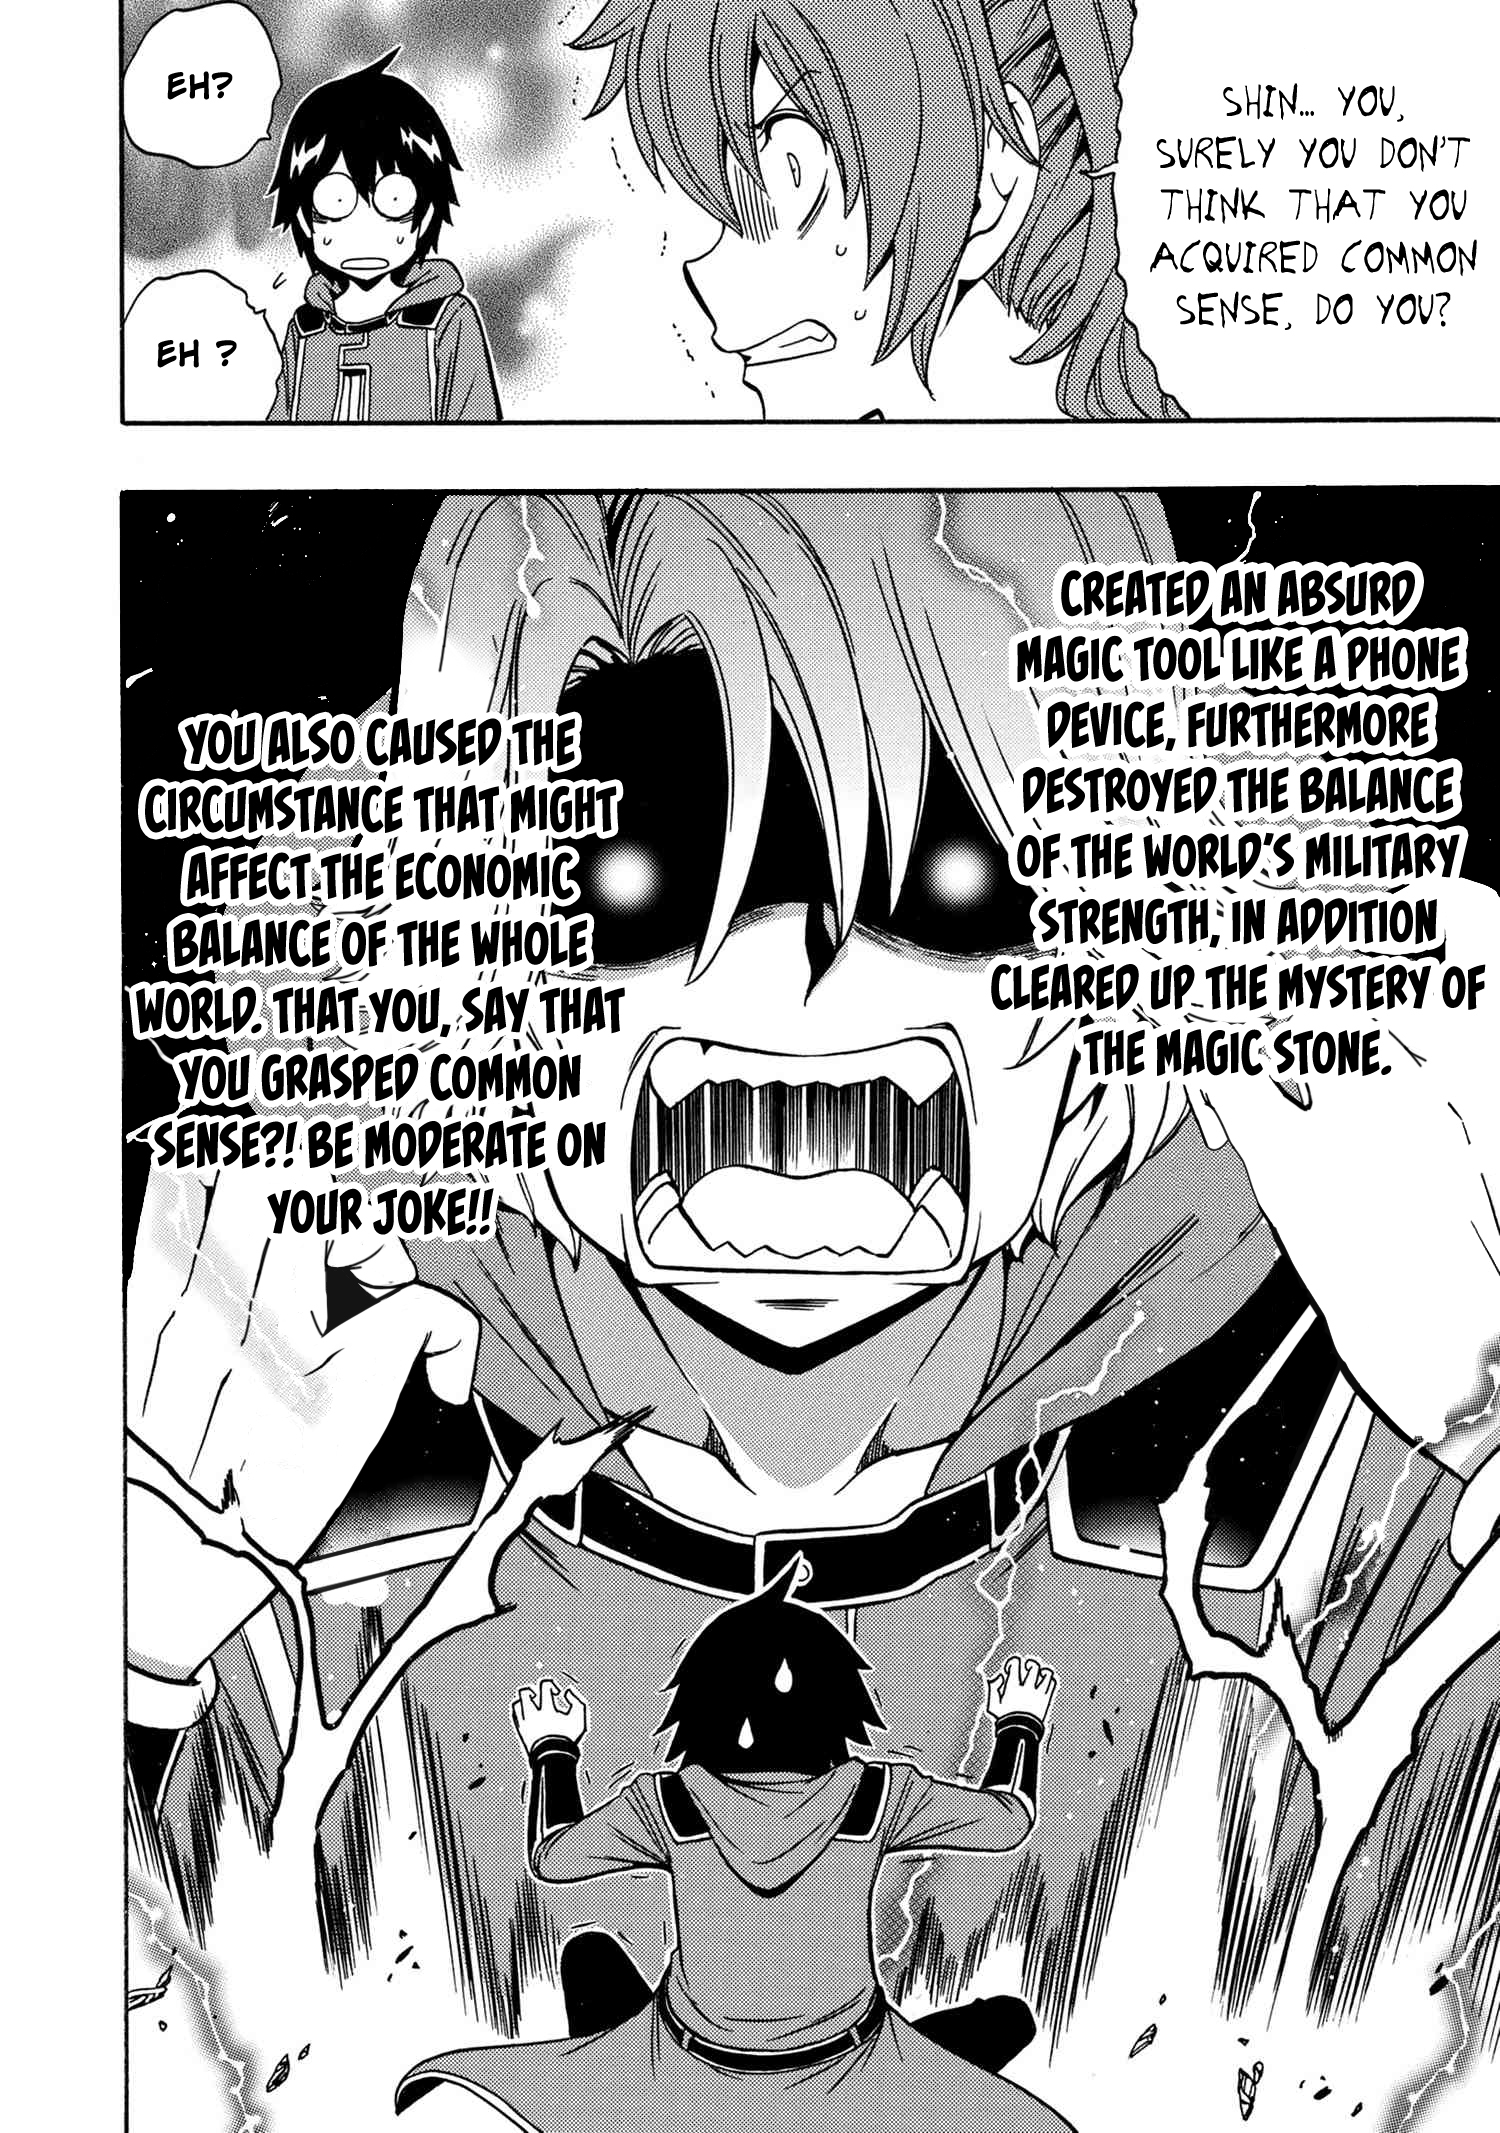 SHIN... YOU,
SURELY YOU DON'T
THINK THAT YOU
ACQUIRED COMMON
SENSE, DO YOU?
EH?
EH ?
CREATED AN ABSURD
MAGIC TOOL LIKE A PHONE
DEVICE, FURTHERMORE
DESTROYED THE BALANCE
OF THE WORLD'S MILITARY
STRENGTH, IN ADDITION
CLEARED UP THE MYSTERY OF
THE MAGIC STONE.
YOU ALSO CAUSED THE
CIRCUMSTANCE THAT MIGHT
AFFECT THE ECONOMIC
BALANCE OF THE WHOLE
WORLD. THAT YOU, SAY THAT
YOU GRASPED COMMON
SENSE?! BE MODERATE ON
YOUR JOKE!!